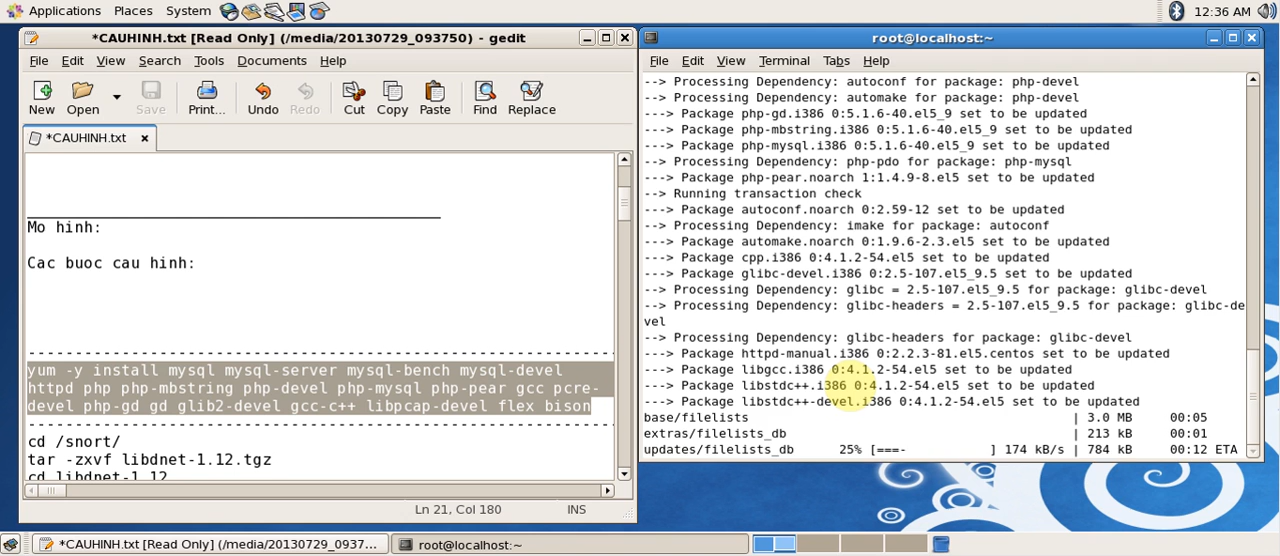 Applications Places System 12:36 AM
*CAUHINH.txt [Read Only] (/media/20130729_093750) - gedit
File Edit View Search Tools Documents Help
New Open Save Print... Undo Redo Cut Copy Paste Find Replace
*CAUHINH.txt
Mo hinh:
Cac buoc cau hinh:
--------------------------------------------------------------
yum -y install mysql mysql-server mysql-bench mysql-devel
httpd php php-mbstring php-devel php-mysql php-pear gcc pcre-
devel php-gd gd glib2-devel gcc-c++ libpcap-devel flex bison
--------------------------------------------------------------
cd /snort/
tar -zxvf libdnet-1.12.tgz
cd libdnet-1.12
Ln 21, Col 180 INS
root@localhost:~
File Edit View Terminal Tabs Help
--> Processing Dependency: autoconf for package: php-devel
--> Processing Dependency: automake for package: php-devel
---> Package php-gd.i386 0:5.1.6-40.el5_9 set to be updated
---> Package php-mbstring.i386 0:5.1.6-40.el5_9 set to be updated
---> Package php-mysql.i386 0:5.1.6-40.el5_9 set to be updated
--> Processing Dependency: php-pdo for package: php-mysql
---> Package php-pear.noarch 1:1.4.9-8.el5 set to be updated
--> Running transaction check
---> Package autoconf.noarch 0:2.59-12 set to be updated
--> Processing Dependency: imake for package: autoconf
---> Package automake.noarch 0:1.9.6-2.3.el5 set to be updated
---> Package cpp.i386 0:4.1.2-54.el5 set to be updated
---> Package glibc-devel.i386 0:2.5-107.el5_9.5 set to be updated
--> Processing Dependency: glibc = 2.5-107.el5_9.5 for package: glibc-devel
--> Processing Dependency: glibc-headers = 2.5-107.el5_9.5 for package: glibc-de
vel
--> Processing Dependency: glibc-headers for package: glibc-devel
---> Package httpd-manual.i386 0:2.2.3-81.el5.centos set to be updated
---> Package libgcc.i386 0:4.1.2-54.el5 set to be updated
---> Package libstdc++.i386 0:4.1.2-54.el5 set to be updated
---> Package libstdc++-devel.i386 0:4.1.2-54.el5 set to be updated
base/filelists | 3.0 MB 00:05
extras/filelists_db | 213 kB 00:01
updates/filelists_db 25% [===- ] 174 kB/s | 784 kB 00:12 ETA
*CAUHINH.txt [Read Only] (/media/20130729_0937...
root@localhost:~